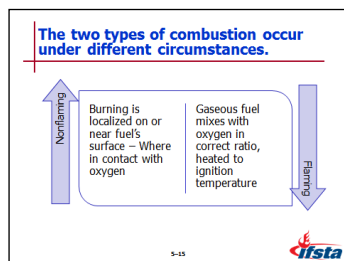 The two types of combustion occur
under different circumstances.
Nonflaming
Burning is
localized on or
near fuel's
surface – Where
in contact with
oxygen
Gaseous fuel
mixes with
oxygen in
correct ratio,
heated to
ignition
temperature
Flaming
5–15
ifsta